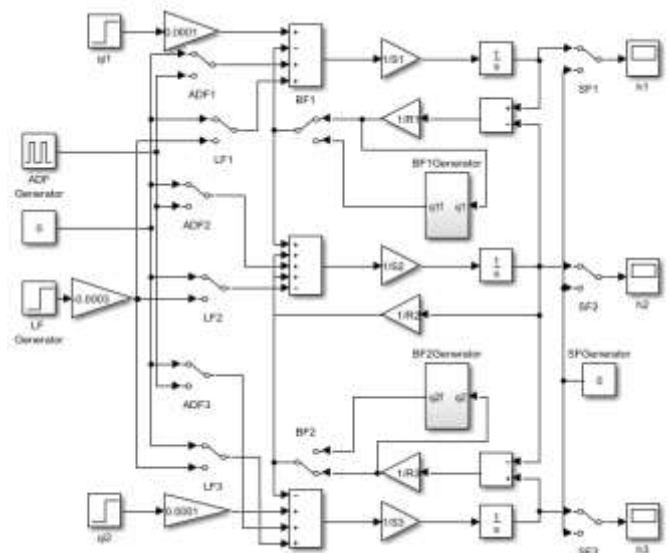 0.0001
q1
ADF1
BF1
1/S1
1
s
SF1
h1
LF1
1/R1
BF1Generator
q1f
q1
ADF
Generator
0
ADF2
1/S2
1
s
SF2
h2
-0.0003
LF
Generator
LF2
1/R2
BF2Generator
q2f
q2
SFGenerator
0
ADF3
BF2
LF3
1/R3
0.0001
q2
1/S3
1
s
h3